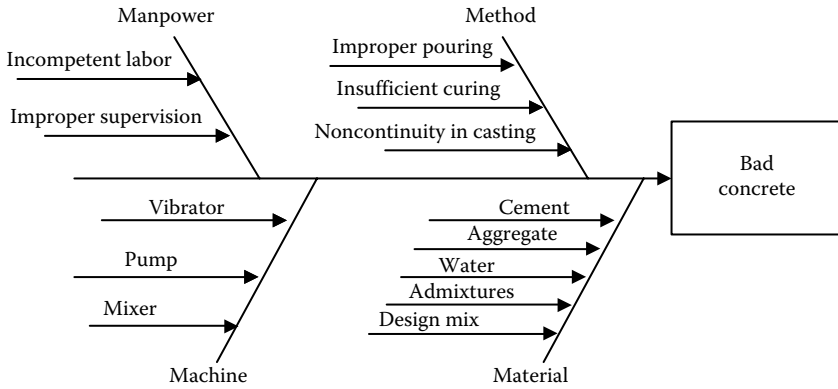 Manpower
Method
Incompetent labor
Improper supervision
Improper pouring
Insufficient curing
Noncontinuity in casting
Bad
concrete
Vibrator
Pump
Mixer
Machine
Cement
Aggregate
Water
Admixtures
Design mix
Material